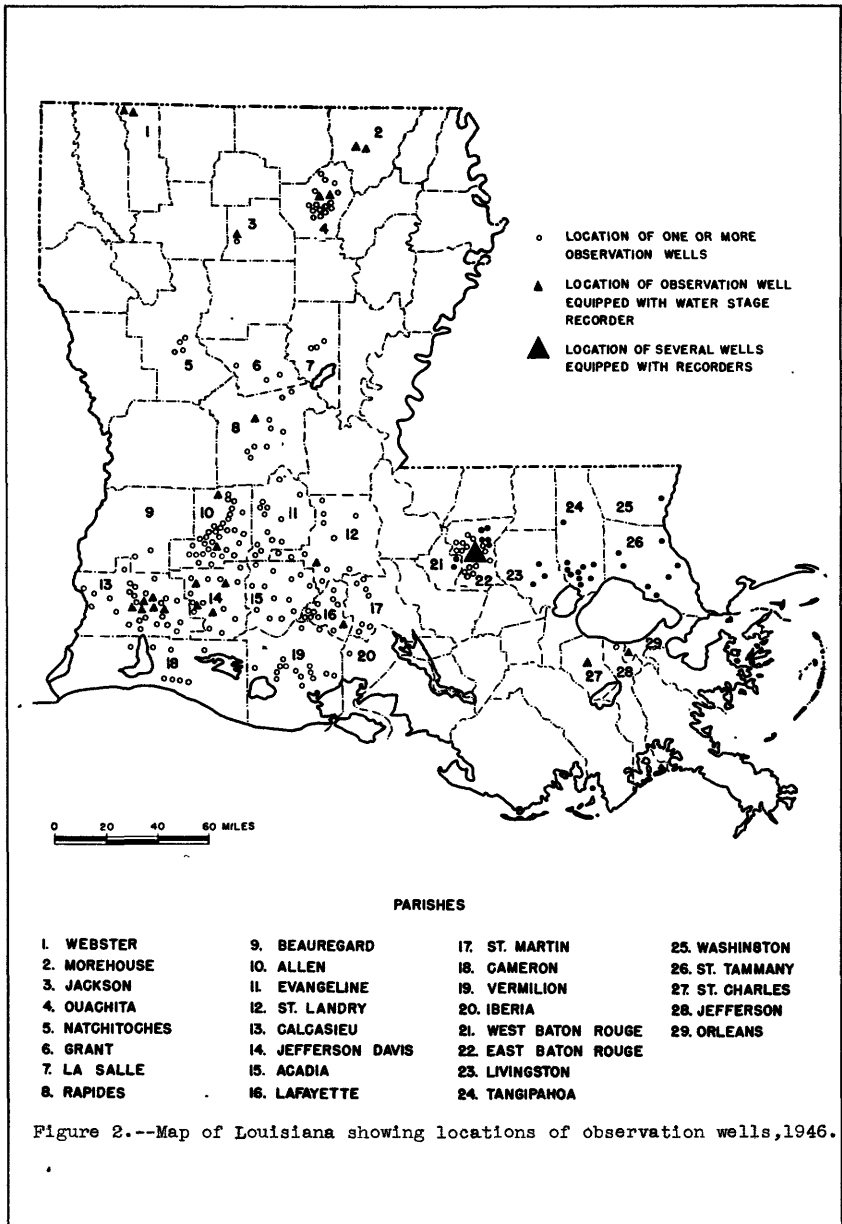 1
2
3
4
5
6
7
8
9
10
11
12
13
14
15
16
17
18
19
20
21
22
23
24
25
26
27
28
29
LOCATION OF ONE OR MORE
OBSERVATION WELLS
LOCATION OF OBSERVATION WELL
EQUIPPED WITH WATER STAGE
RECORDER
LOCATION OF SEVERAL WELLS
EQUIPPED WITH RECORDERS
0 20 40 60 MILES
PARISHES
1. WEBSTER
2. MOREHOUSE
3. JACKSON
4. OUACHITA
5. NATCHITOCHES
6. GRANT
7. LA SALLE
8. RAPIDES
9. BEAUREGARD
10. ALLEN
11. EVANGELINE
12. ST. LANDRY
13. CALCASIEU
14. JEFFERSON DAVIS
15. ACADIA
16. LAFAYETTE
17. ST. MARTIN
18. CAMERON
19. VERMILION
20. IBERIA
21. WEST BATON ROUGE
22. EAST BATON ROUGE
23. LIVINGSTON
24. TANGIPAHOA
25. WASHINGTON
26. ST. TAMMANY
27. ST. CHARLES
28. JEFFERSON
29. ORLEANS
Figure 2.--Map of Louisiana showing locations of observation wells,1946.